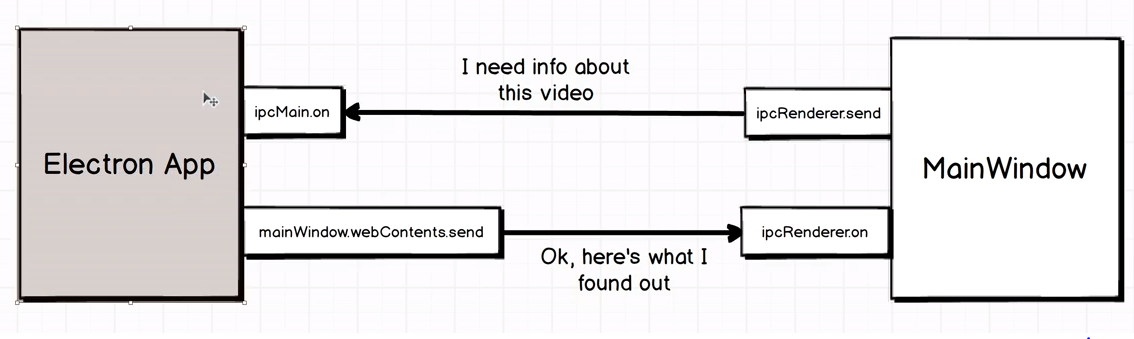 I need info about
this video
ipcMain.on
ipcRenderer.send
Electron App
MainWindow
mainWindow.webContents.send
ipcRenderer.on
Ok, here's what I
found out